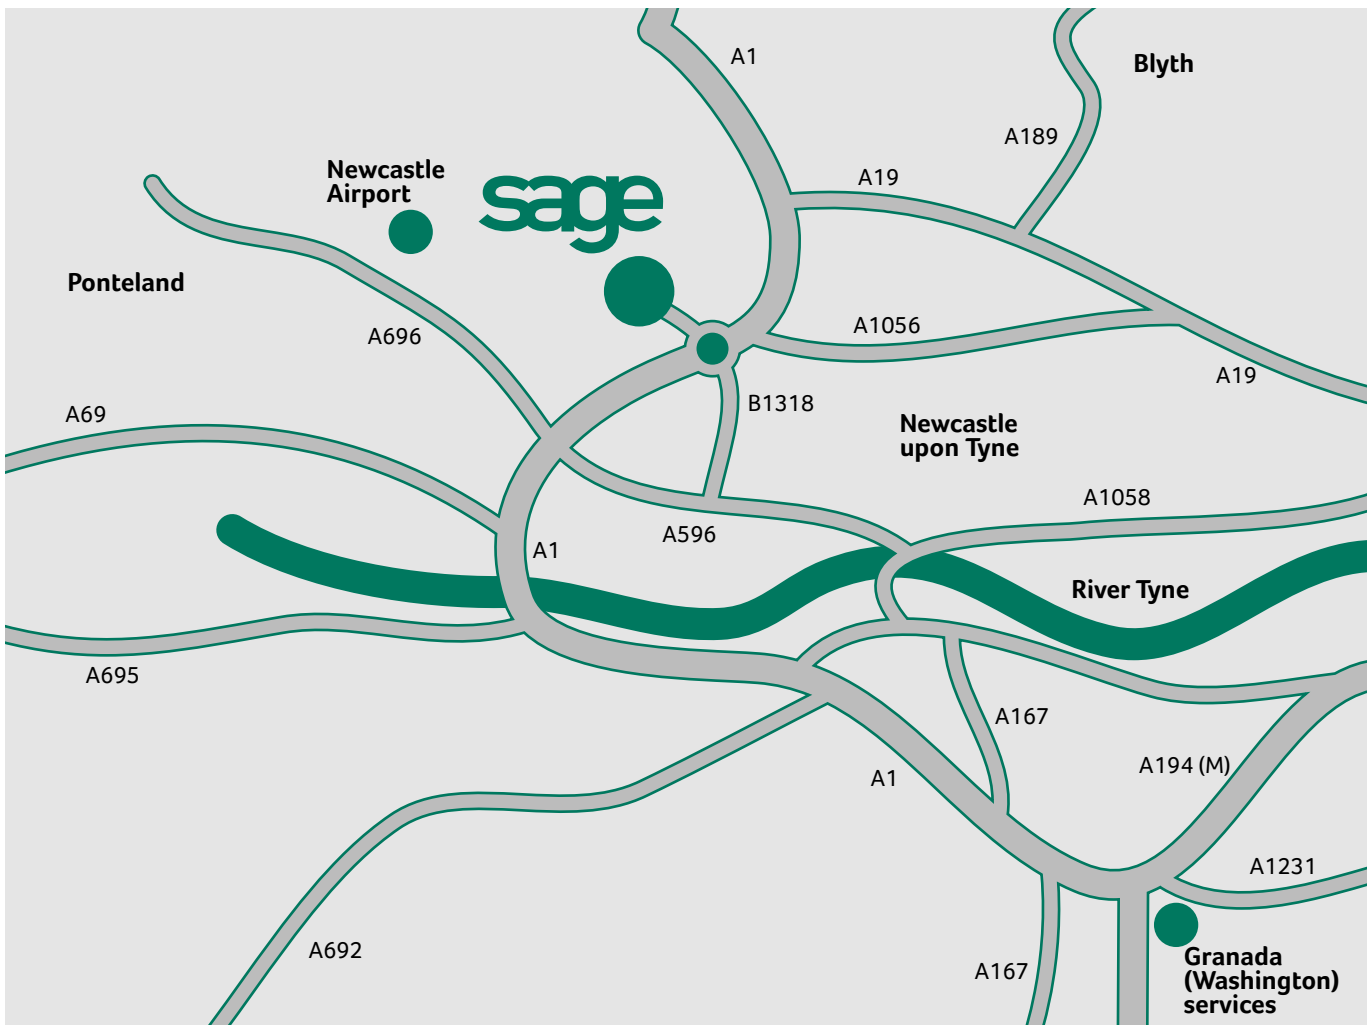 A1
Blyth
A189
Newcastle
Airport
sage
A19
Ponteland
A696
A1056
A19
A69
B1318
Newcastle
upon Tyne
A1058
A596
A1
River Tyne
A695
A167
A194 (M)
A1
A1231
A692
A167
Granada
(Washington)
services